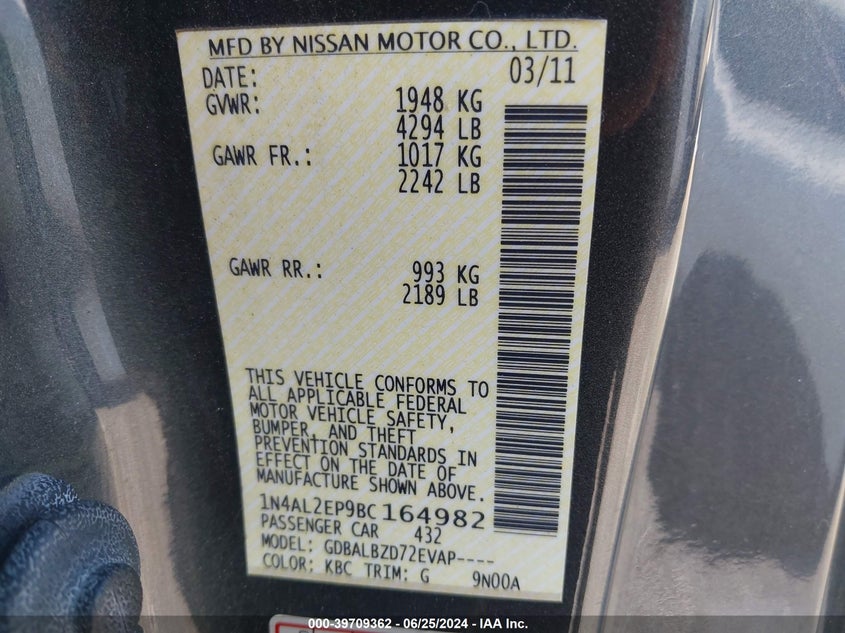 MFD BY NISSAN MOTOR CO., LTD.
DATE: 03/11
GVWR: 1948 KG
4294 LB
GAWR FR.: 1017 KG
2242 LB
GAWR RR.: 993 KG
2189 LB
THIS VEHICLE CONFORMS TO
ALL APPLICABLE FEDERAL
MOTOR VEHICLE SAFETY,
BUMPER, AND THEFT
PREVENTION STANDARDS IN
EFFECT ON THE DATE OF
MANUFACTURE SHOWN ABOVE.
1N4AL2EP9BC164982
PASSENGER CAR 432
MODEL: GDBALBZD72EVAP----
COLOR: KBC TRIM: G 9N00A
000-39709362 - 06/25/2024 - IAA Inc.